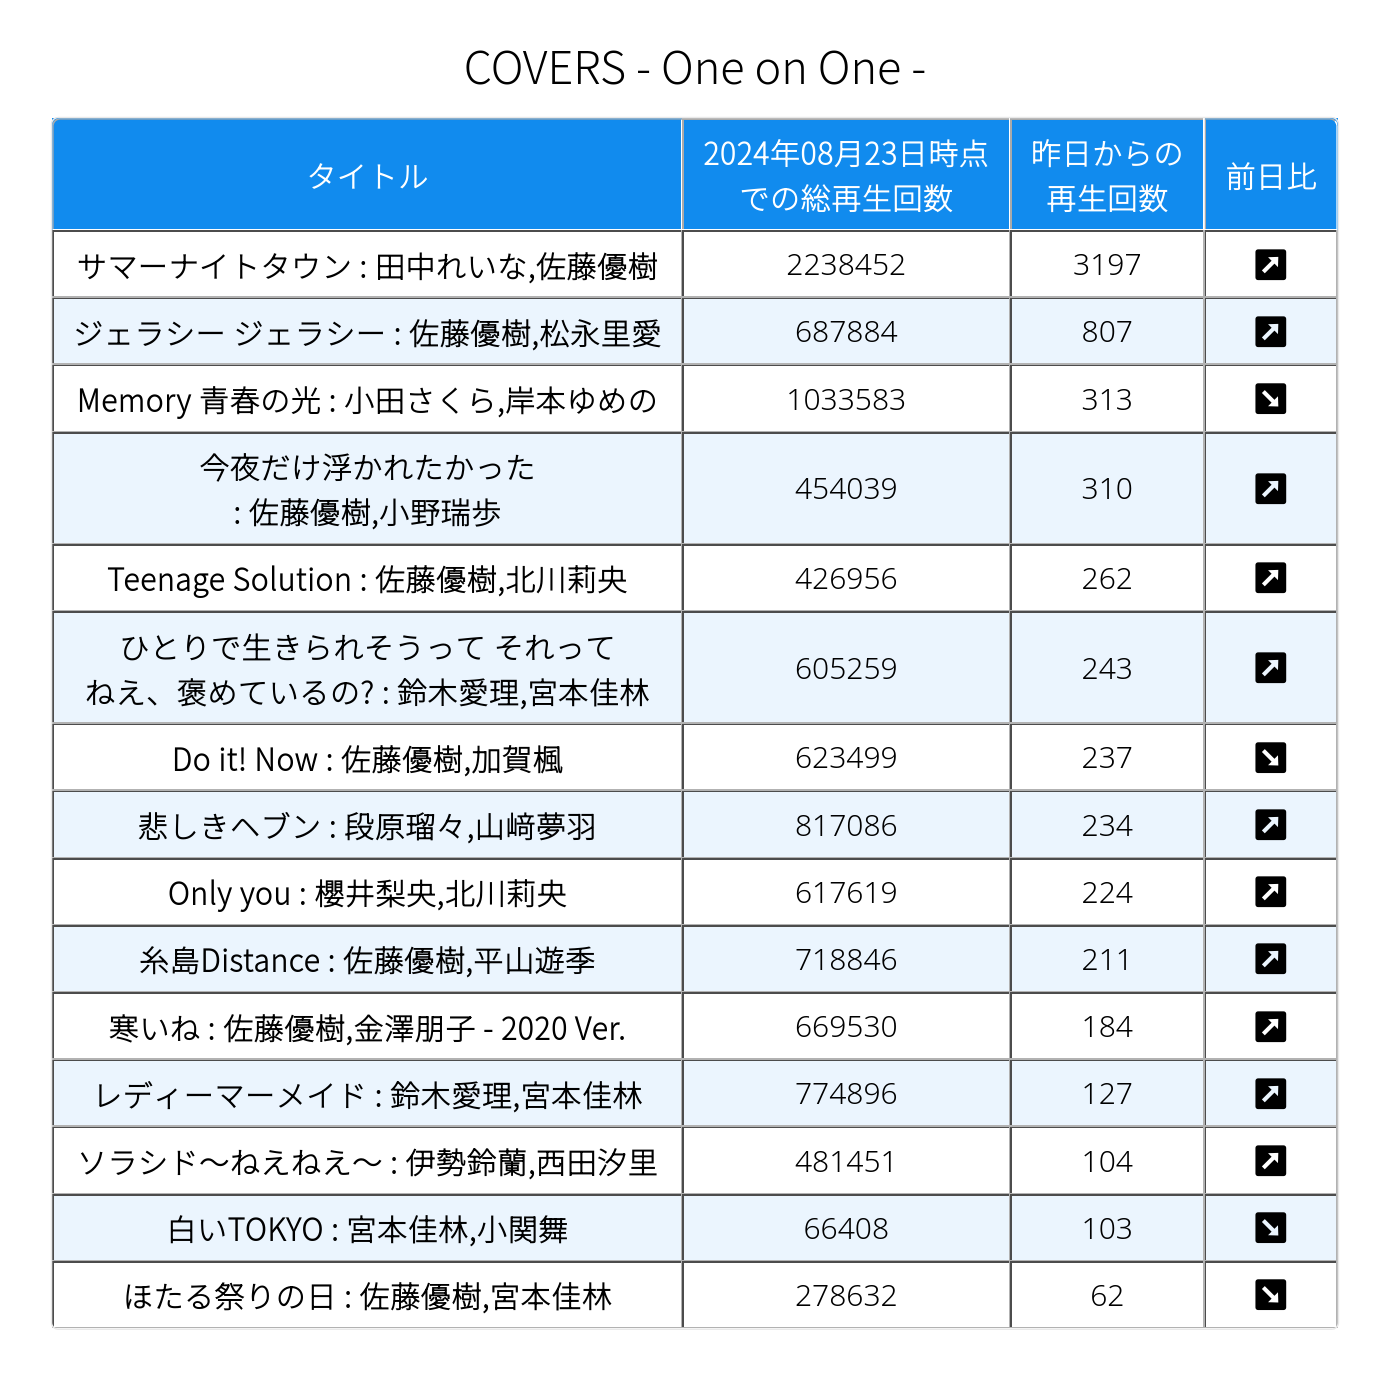 COVERS - One on One -
タイトル
2024年08月23日時点
での総再生回数
昨日からの
再生回数
前日比
サマーナイトタウン : 田中れいな,佐藤優樹 2238452 3197
ジェラシー ジェラシー : 佐藤優樹,松永里愛 687884 807
Memory 青春の光 : 小田さくら,岸本ゆめの 1033583 313
今夜だけ浮かれたかった
: 佐藤優樹,小野瑞歩
454039 310
Teenage Solution : 佐藤優樹,北川莉央 426956 262
ひとりで生きられそうって それって
ねえ、褒めているの? : 鈴木愛理,宮本佳林
605259 243
Do it! Now : 佐藤優樹,加賀楓 623499 237
悲しきヘブン : 段原瑠々,山﨑夢羽 817086 234
Only you : 櫻井梨央,北川莉央 617619 224
糸島Distance : 佐藤優樹,平山遊季 718846 211
寒いね : 佐藤優樹,金澤朋子 - 2020 Ver. 669530 184
レディーマーメイド : 鈴木愛理,宮本佳林 774896 127
ソラシド〜ねえねえ〜 : 伊勢鈴蘭,西田汐里 481451 104
白いTOKYO : 宮本佳林,小関舞 66408 103
ほたる祭りの日 : 佐藤優樹,宮本佳林 278632 62